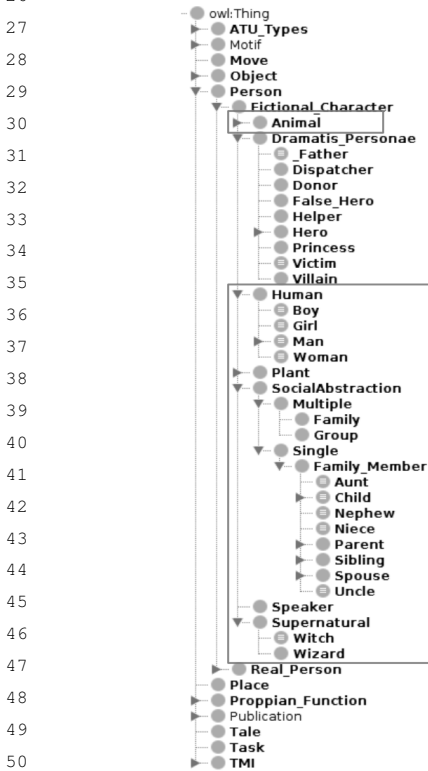 owl:Thing
27 ATU_Types
Motif
28 Move
Object
29 Person
Fictional_Character
30 Animal
Dramatis_Personae
31 _Father
Dispatcher
32 Donor
False_Hero
33 Helper
Hero
34 Princess
Victim
35 Villain
Human
36 Boy
Girl
37 Man
Woman
38 Plant
SocialAbstraction
39 Multiple
Family
40 Group
Single
41 Family_Member
Aunt
42 Child
Nephew
43 Niece
Parent
44 Sibling
Spouse
45 Uncle
Speaker
46 Supernatural
Witch
47 Wizard
Real_Person
48 Place
Proppian_Function
49 Publication
Tale
50 Task
TMI